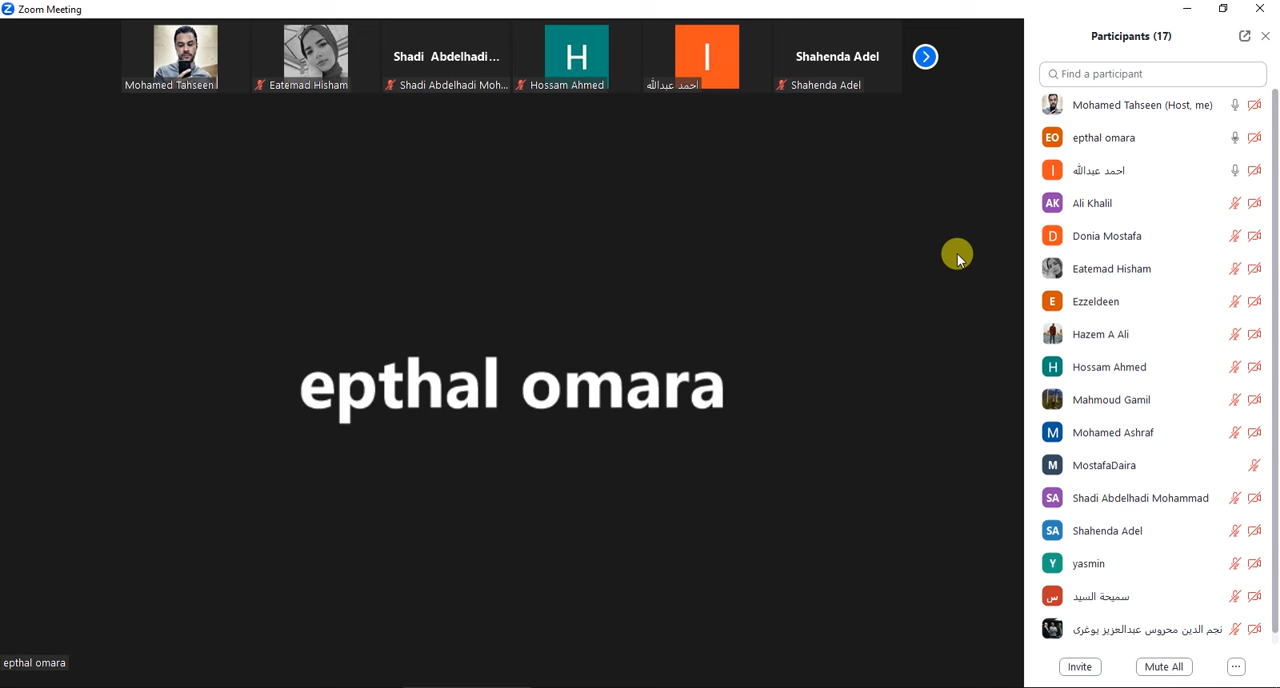 Zoom Meeting
Mohamed Tahseen
Eatemad Hisham
Shadi Abdelhadi...
Shadi Abdelhadi Moh...
H
Hossam Ahmed
ا
احمد عبدالله
Shahenda Adel
Shahenda Adel
epthal omara
epthal omara
Participants (17)
Find a participant
Mohamed Tahseen (Host, me)
EO epthal omara
ا احمد عبدالله
AK Ali Khalil
D Donia Mostafa
Eatemad Hisham
E Ezzeldeen
Hazem A Ali
H Hossam Ahmed
Mahmoud Gamil
M Mohamed Ashraf
M MostafaDaira
SA Shadi Abdelhadi Mohammad
SA Shahenda Adel
Y yasmin
س سميحة السيد
نجم الدين محروس عبدالعزيز يوغرى
Invite
Mute All
...